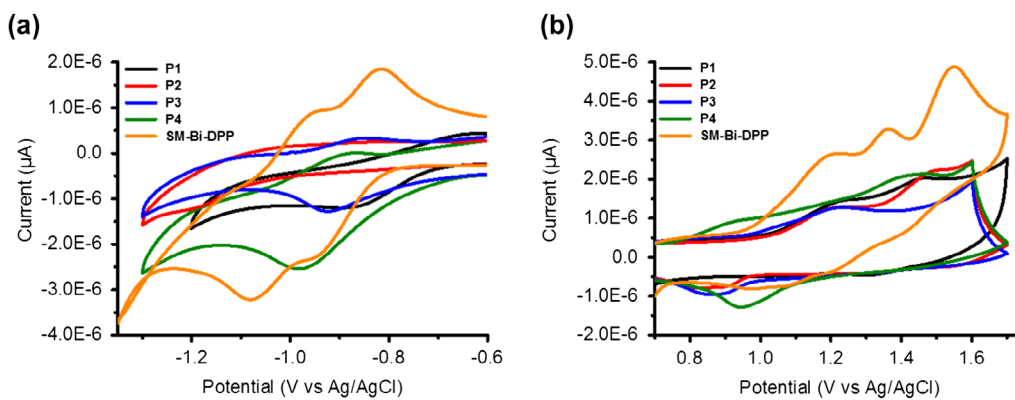 (a)
2.0E-6
1.0E-6
0.0
-1.0E-6
-2.0E-6
-3.0E-6
-4.0E-6
Current (µA)
P1
P2
P3
P4
SM-Bi-DPP
-1.2
-1.0
-0.8
-0.6
Potential (V vs Ag/AgCl)
(b)
5.0E-6
4.0E-6
3.0E-6
2.0E-6
1.0E-6
0.0
-1.0E-6
-2.0E-6
Current (µA)
P1
P2
P3
P4
SM-Bi-DPP
0.8
1.0
1.2
1.4
1.6
Potential (V vs Ag/AgCl)